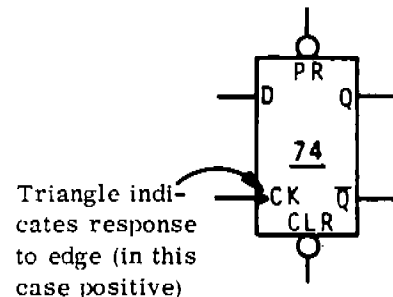 PR
D Q
74
CK Q̅
CLR
Triangle indi-
cates response
to edge (in this
case positive)